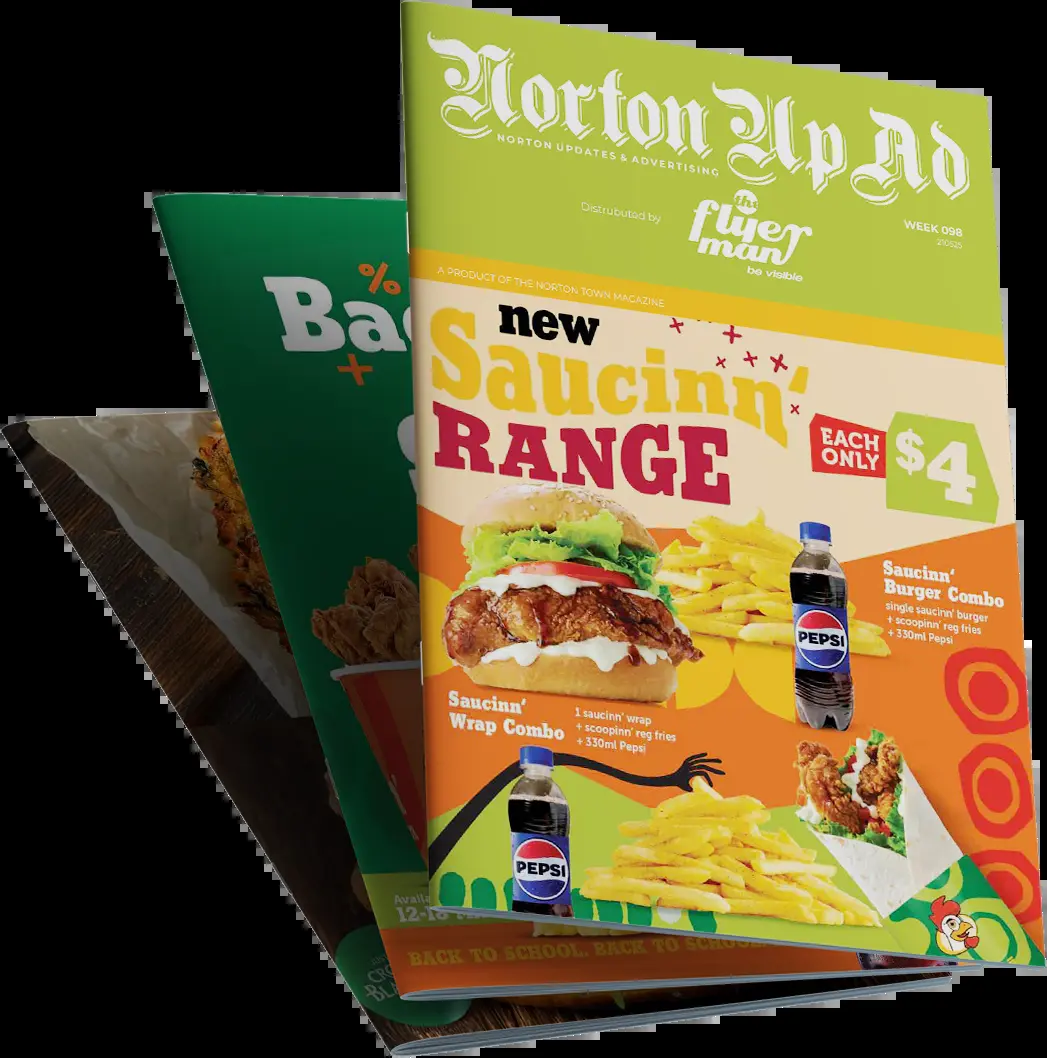 Norton Up Ad
NORTON UPDATES & ADVERTISING
Distrubuted by
the
flyer
man
be visible
WEEK 098
210525
A PRODUCT OF THE NORTON TOWN MAGAZINE
new
Saucinn'
RANGE
EACH
ONLY
$4
Saucinn'
Burger Combo
single saucinn' burger
+ scoopinn' reg fries
+ 330ml Pepsi
PEPSI
Saucinn'
Wrap Combo
1 saucinn' wrap
+ scoopinn' reg fries
+ 330ml Pepsi
PEPSI
%
+
BACK TO SCHOOL. BACK TO